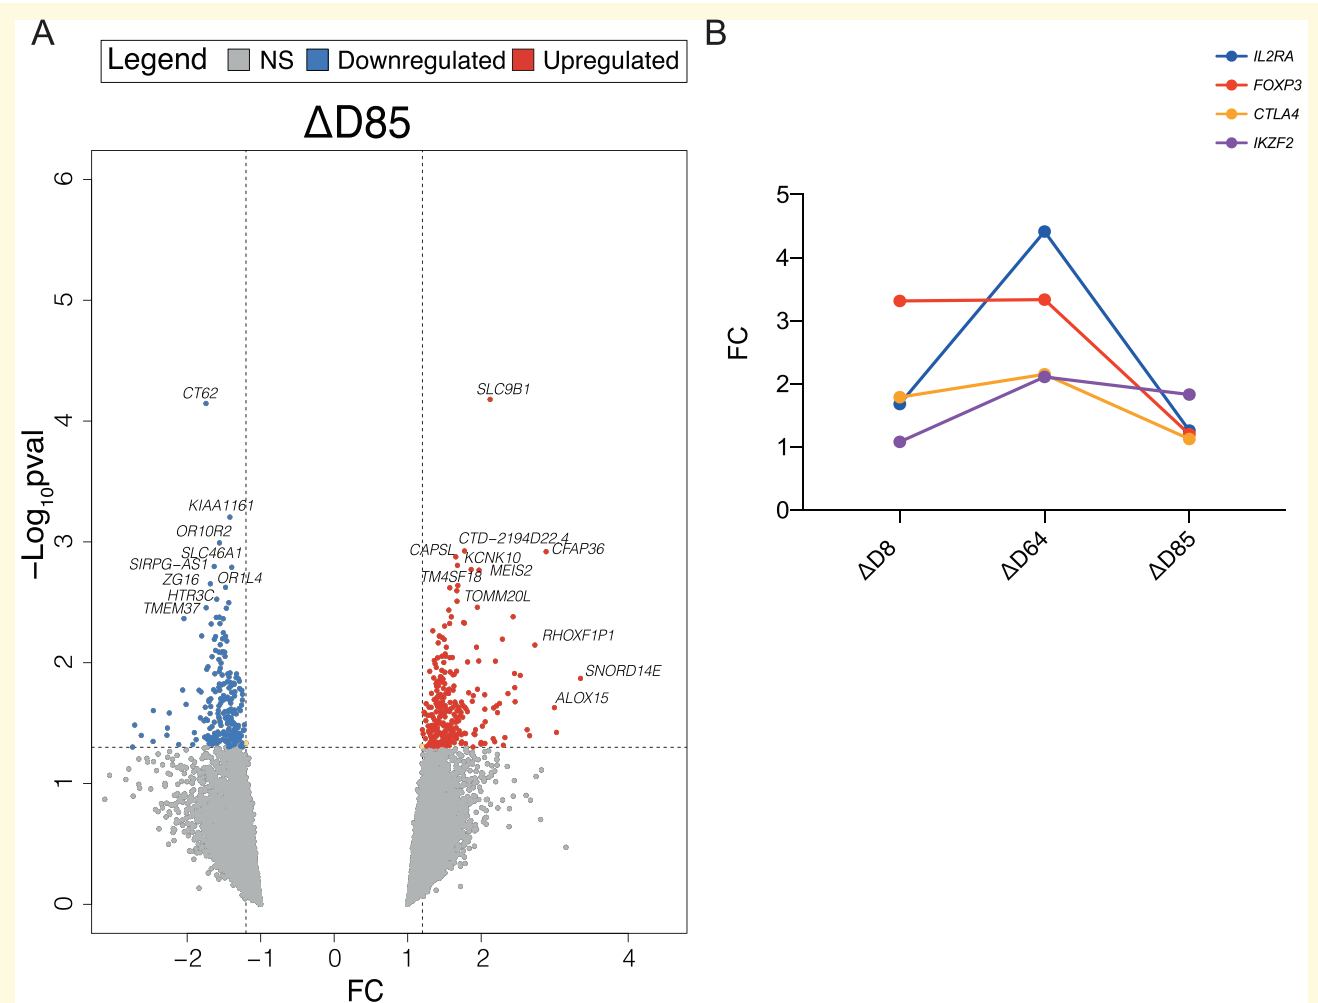 A
B
Legend NS Downregulated Upregulated
ΔD85
6
5
4
3
2
1
0
−Log10pval
CT62
SLC9B1
KIAA1161
OR10R2
SLC46A1
SIRPG−AS1
ZG16
OR1L4
HTR3C
TMEM37
CTD−2194D22.4
CAPSL
CFAP36
KCNK10
MEIS2
TM4SF18
TOMM20L
RHOXF1P1
SNORD14E
ALOX15
−2 −1 0 1 2 4
FC
IL2RA
FOXP3
CTLA4
IKZF2
5
4
3
2
1
0
FC
ΔD8
ΔD64
ΔD85